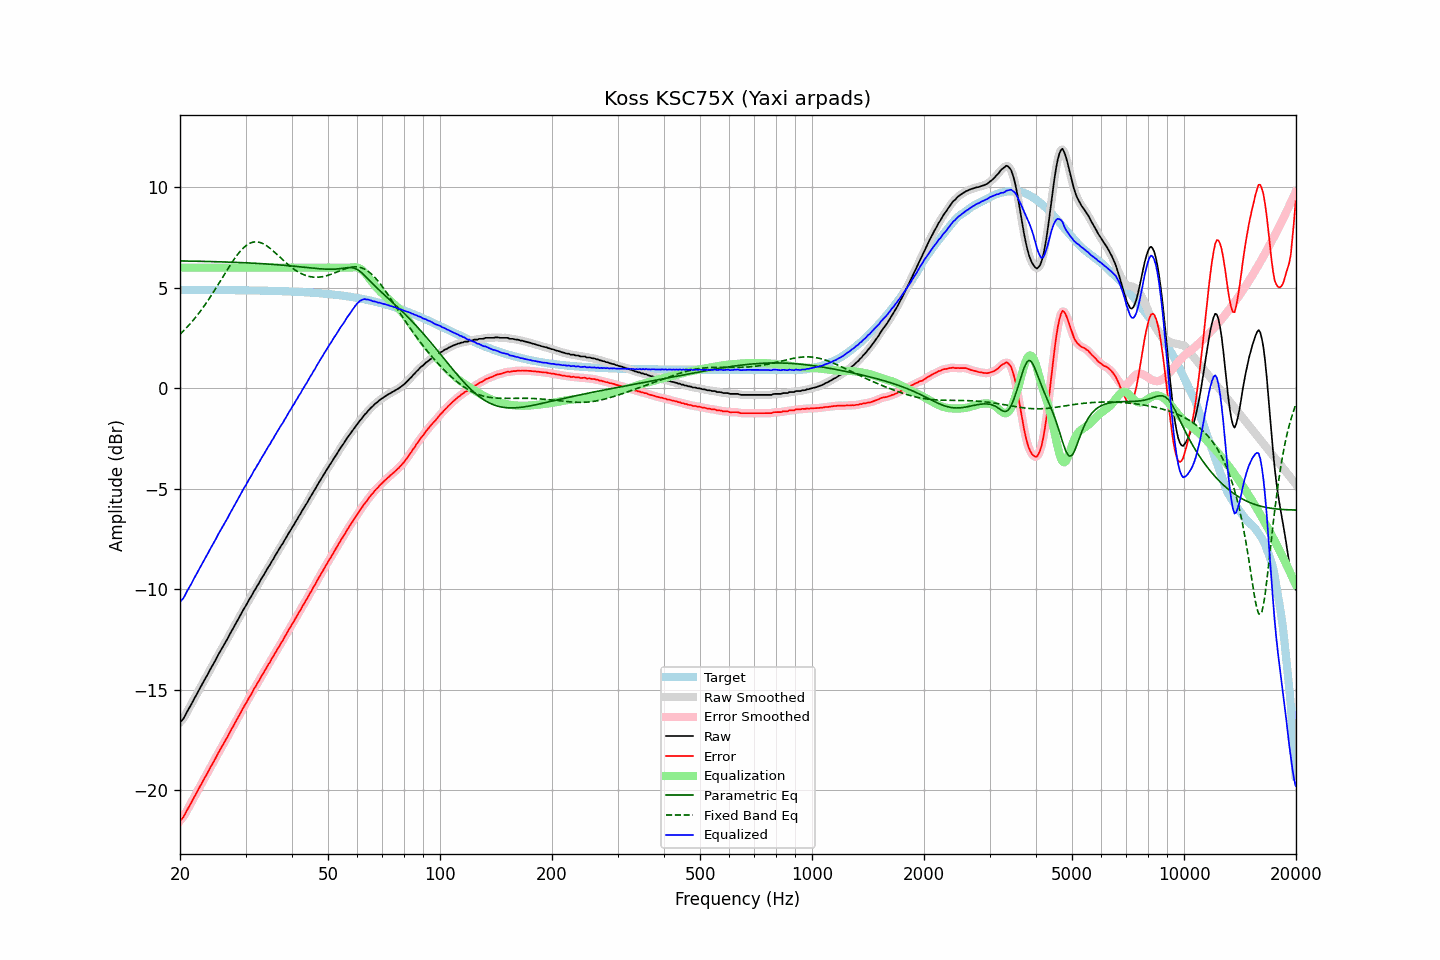 Koss KSC75X (Yaxi arpads)
Amplitude (dBr)
10
5
0
−5
−10
−15
−20
Target
Raw Smoothed
Error Smoothed
Raw
Error
Equalization
Parametric Eq
Fixed Band Eq
Equalized
20 50 100 200 500 1000 2000 5000 10000 20000
Frequency (Hz)